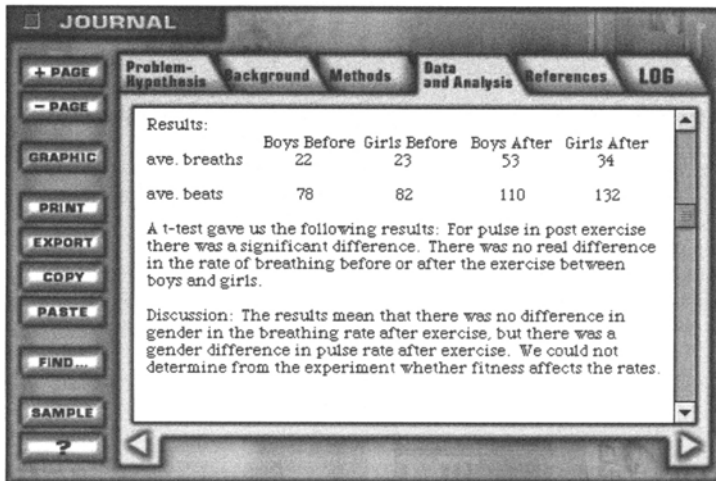 JOURNAL
+ PAGE
- PAGE
GRAPHIC
PRINT
EXPORT
COPY
PASTE
FIND...
SAMPLE
?
Problem-
Hypothesis
Background
Methods
Data
and Analysis
References
LOG
Results:
Boys Before Girls Before Boys After Girls After
ave. breaths 22 23 53 34
ave. beats 78 82 110 132
A t-test gave us the following results: For pulse in post exercise
there was a significant difference. There was no real difference
in the rate of breathing before or after the exercise between
boys and girls.
Discussion: The results mean that there was no difference in
gender in the breathing rate after exercise, but there was a
gender difference in pulse rate after exercise. We could not
determine from the experiment whether fitness affects the rates.